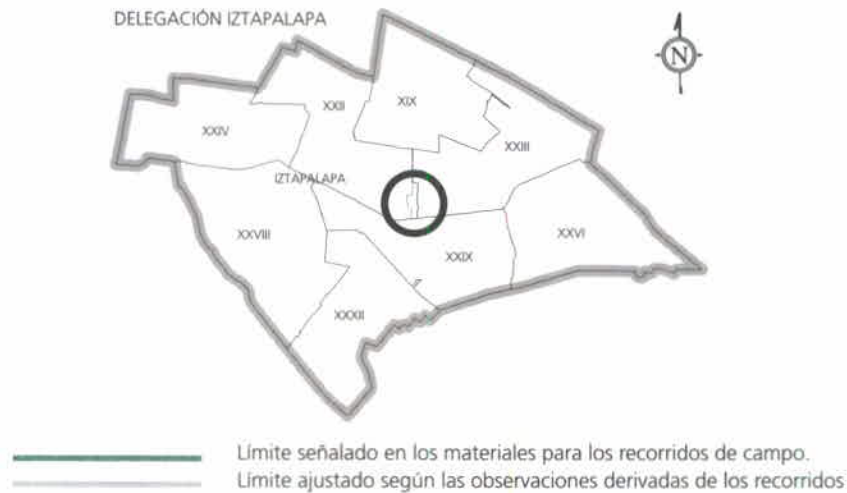 DELEGACIÓN IZTAPALAPA
N
XXII
XIX
XXIV
XXIII
IZTAPALAPA
XXVIII
XXIX
XXVI
XXXII
Límite señalado en los materiales para los recorridos de campo.
Límite ajustado según las observaciones derivadas de los recorridos